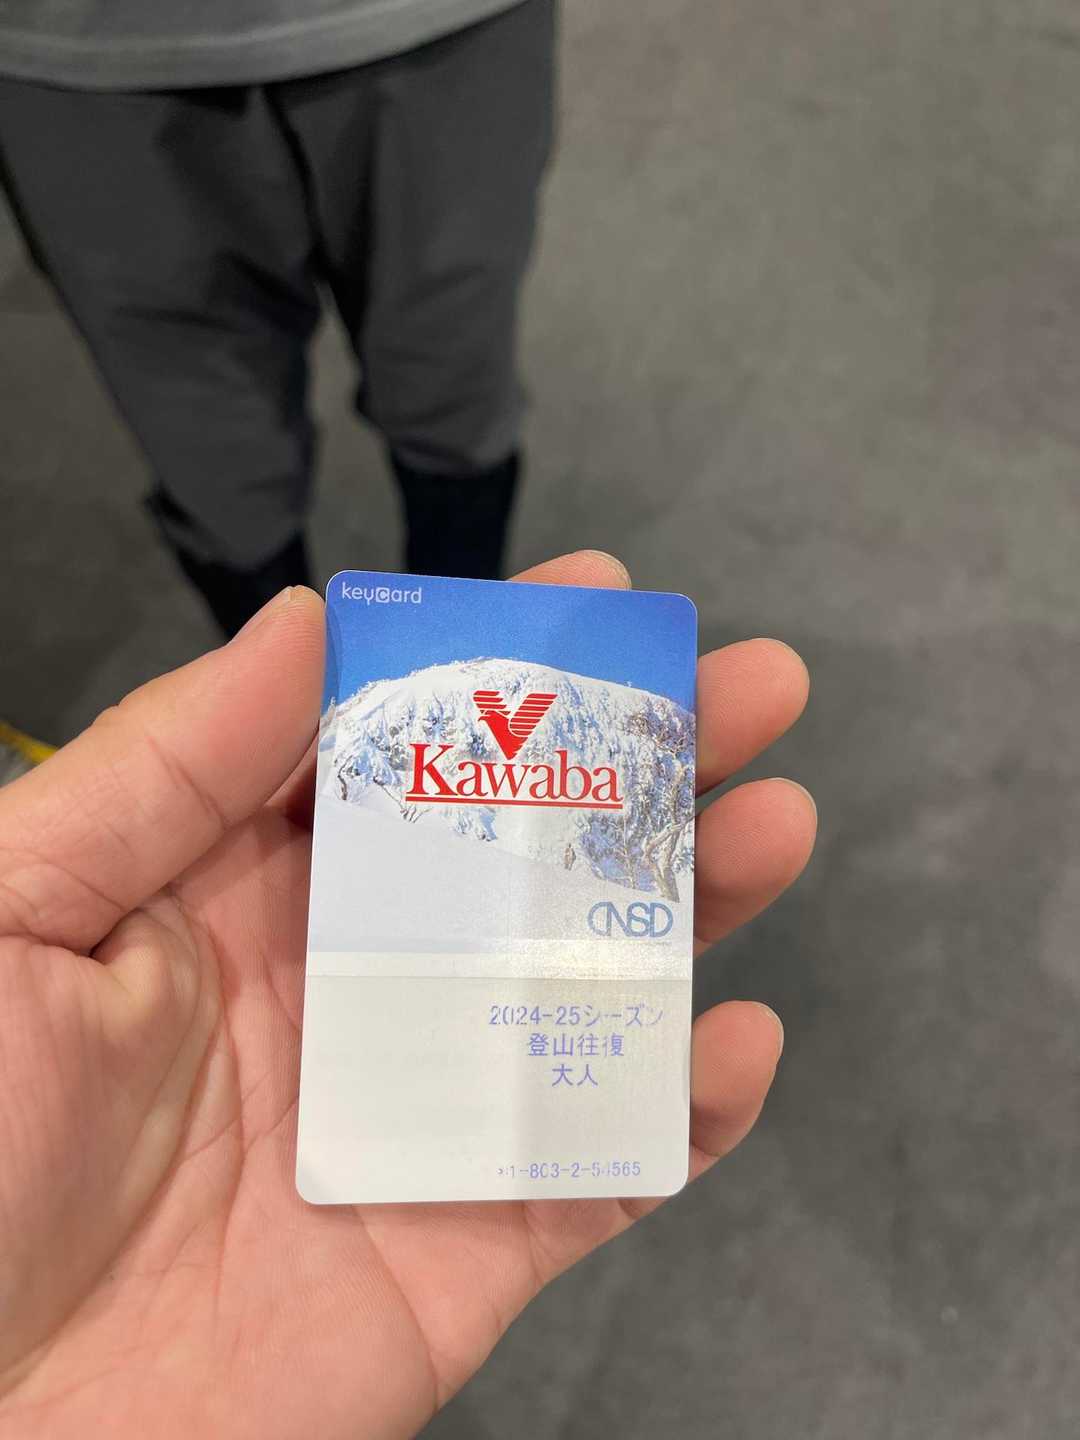 keycard
Kawaba
CNSD
2024-25シーズン
登山往復
大人
1-803-2-54565